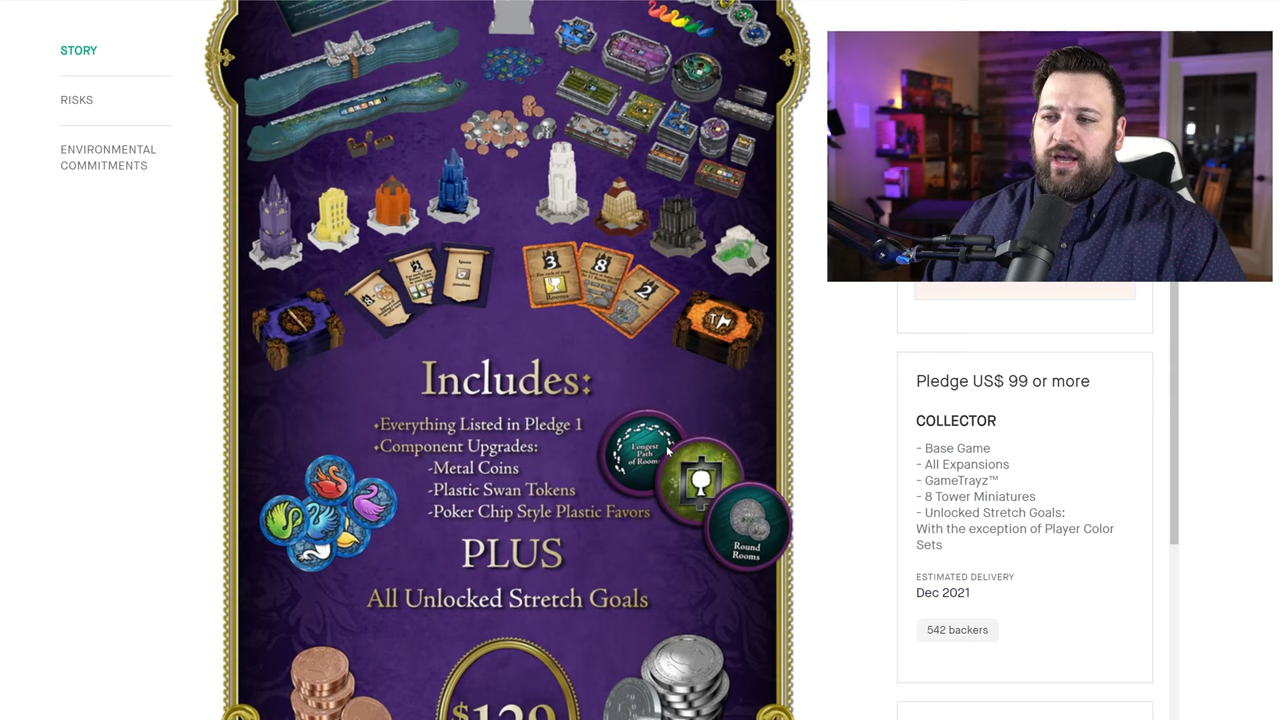 STORY
RISKS
ENVIRONMENTAL
COMMITMENTS
3
Rooms
8
2
Includes:
Everything Listed in Pledge 1
Component Upgrades:
-Metal Coins
-Plastic Swan Tokens
-Poker Chip Style Plastic Favors
PLUS
All Unlocked Stretch Goals
$129
Longest
Path
of Rooms
Round
Rooms
Pledge US$ 99 or more
COLLECTOR
- Base Game
- All Expansions
- GameTrayz™
- 8 Tower Miniatures
- Unlocked Stretch Goals:
With the exception of Player Color
Sets
ESTIMATED DELIVERY
Dec 2021
542 backers